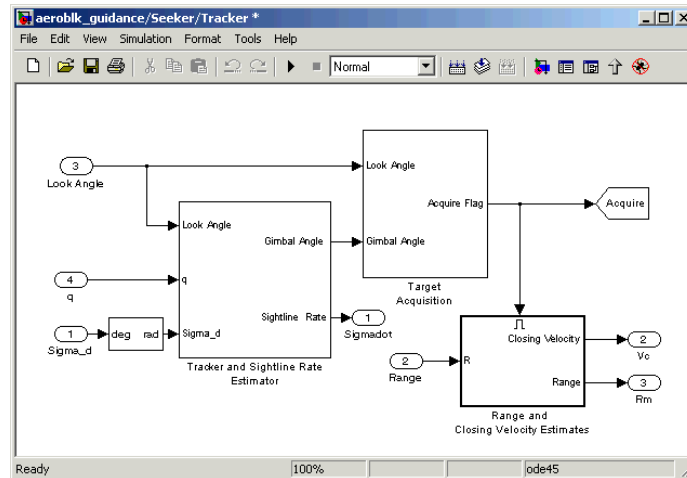 aeroblk_guidance/Seeker/Tracker *
File Edit View Simulation Format Tools Help
Normal
3
Look Angle
Look Angle
Acquire Flag
Gimbal Angle
Target
Acquisition
Acquire
Look Angle
Gimbal Angle
q
Sightline Rate
Sigma_d
Tracker and Sightline Rate
Estimator
4
q
1
Sigma_d
deg rad
1
Sigmadot
2
Range
Closing Velocity
R
Range
Range and
Closing Velocity Estimates
2
Vc
3
Rm
Ready
100%
ode45